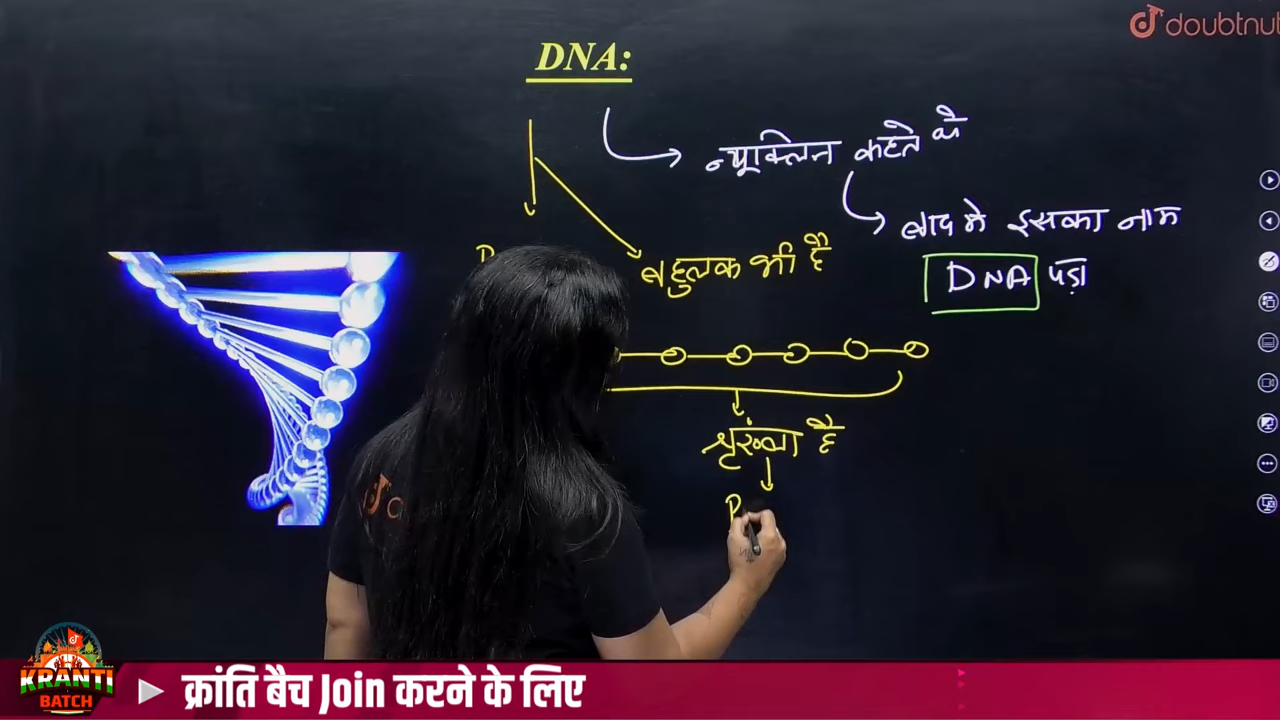 doubtnut
DNA:
न्यूक्लिन कहते थे
बाद मे इसका नाम
DNA पड़ा
बहुलक भी है
श्रृंखला है
P
KRANTI
BATCH
क्रांति बैच Join करने के लिए